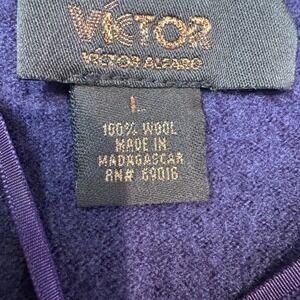 VICTOR
VICTOR ALFARO
L
100% WOOL
MADE IN
MADAGASCAR
RN# 69016